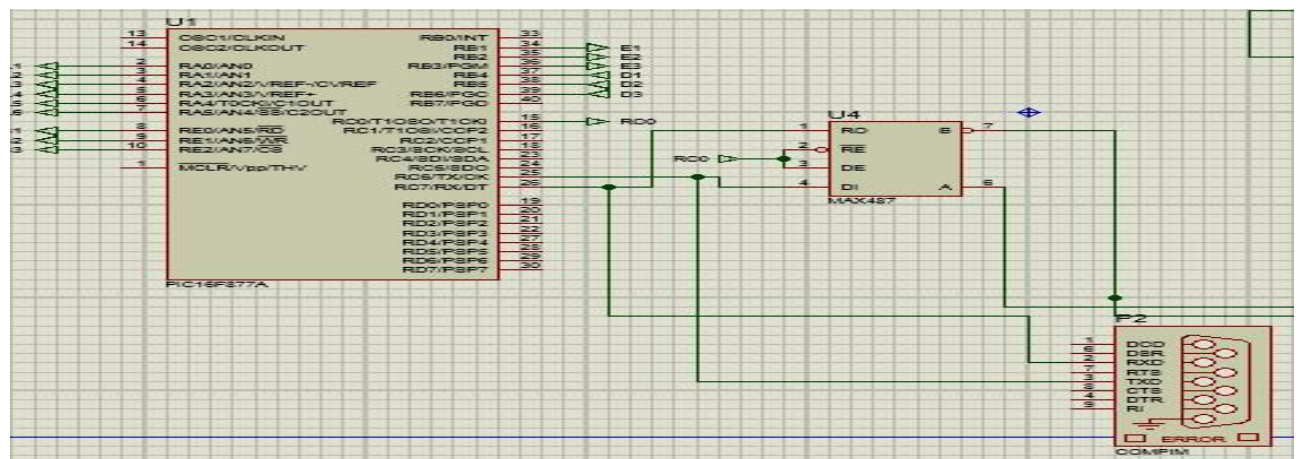 U1
13 OSC1/CLKIN RB0/INT 33
14 OSC2/CLKOUT RB1 34 E1
RB2 35 E2
2 RA0/AN0 RB3/PGM 36 E3
3 RA1/AN1 RB4 37 D1
4 RA2/AN2/VREF-/CVREF RB5 38 D2
5 RA3/AN3/VREF+ RB6/PGC 39 D3
6 RA4/T0CKI/C1OUT RB7/PGD 40
7 RA5/AN4/SS/C2OUT
RC0/T1OSO/T1CKI 15 RC0
8 RE0/AN5/RD RC1/T1OSI/CCP2 16
9 RE1/AN6/WR RC2/CCP1 17
10 RE2/AN7/CS RC3/SCK/SCL 18
RC4/SDI/SDA 23
1 MCLR/Vpp/THV RC5/SDO 24
RC6/TX/CK 25
RC7/RX/DT 26
RD0/PSP0 19
RD1/PSP1 20
RD2/PSP2 21
RD3/PSP3 22
RD4/PSP4 27
RD5/PSP5 28
RD6/PSP6 29
RD7/PSP7 30
PIC16F877A
U4
1 RO B 7
2 RE
RC0
3 DE
4 DI A 6
MAX487
P2
1 DCD
6 DSR
2 RXD
7 RTS
3 TXD
8 CTS
4 DTR
9 RI
ERROR
COMPIM